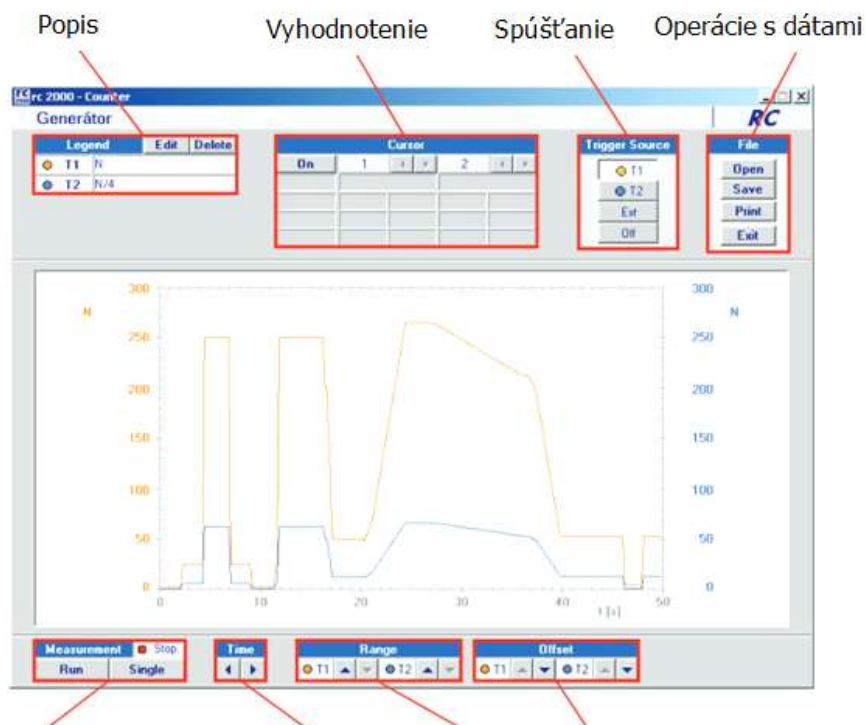 Popis Vyhodnotenie Spúšťanie Operácie s dátami
rc 2000 - Counter
Generátor RC
Legend Edit Delete Cursor Trigger Source File
T1 N On 1 2 T1 Open
T2 N/4 T2 Save
Ext Print
Off Exit
300 300
N N
250 250
200 200
150 150
100 100
50 50
0 0
0 10 20 30 40 50
t [s]
Measurement Stop Time Range Offset
Run Single T1 T2 T1 T2